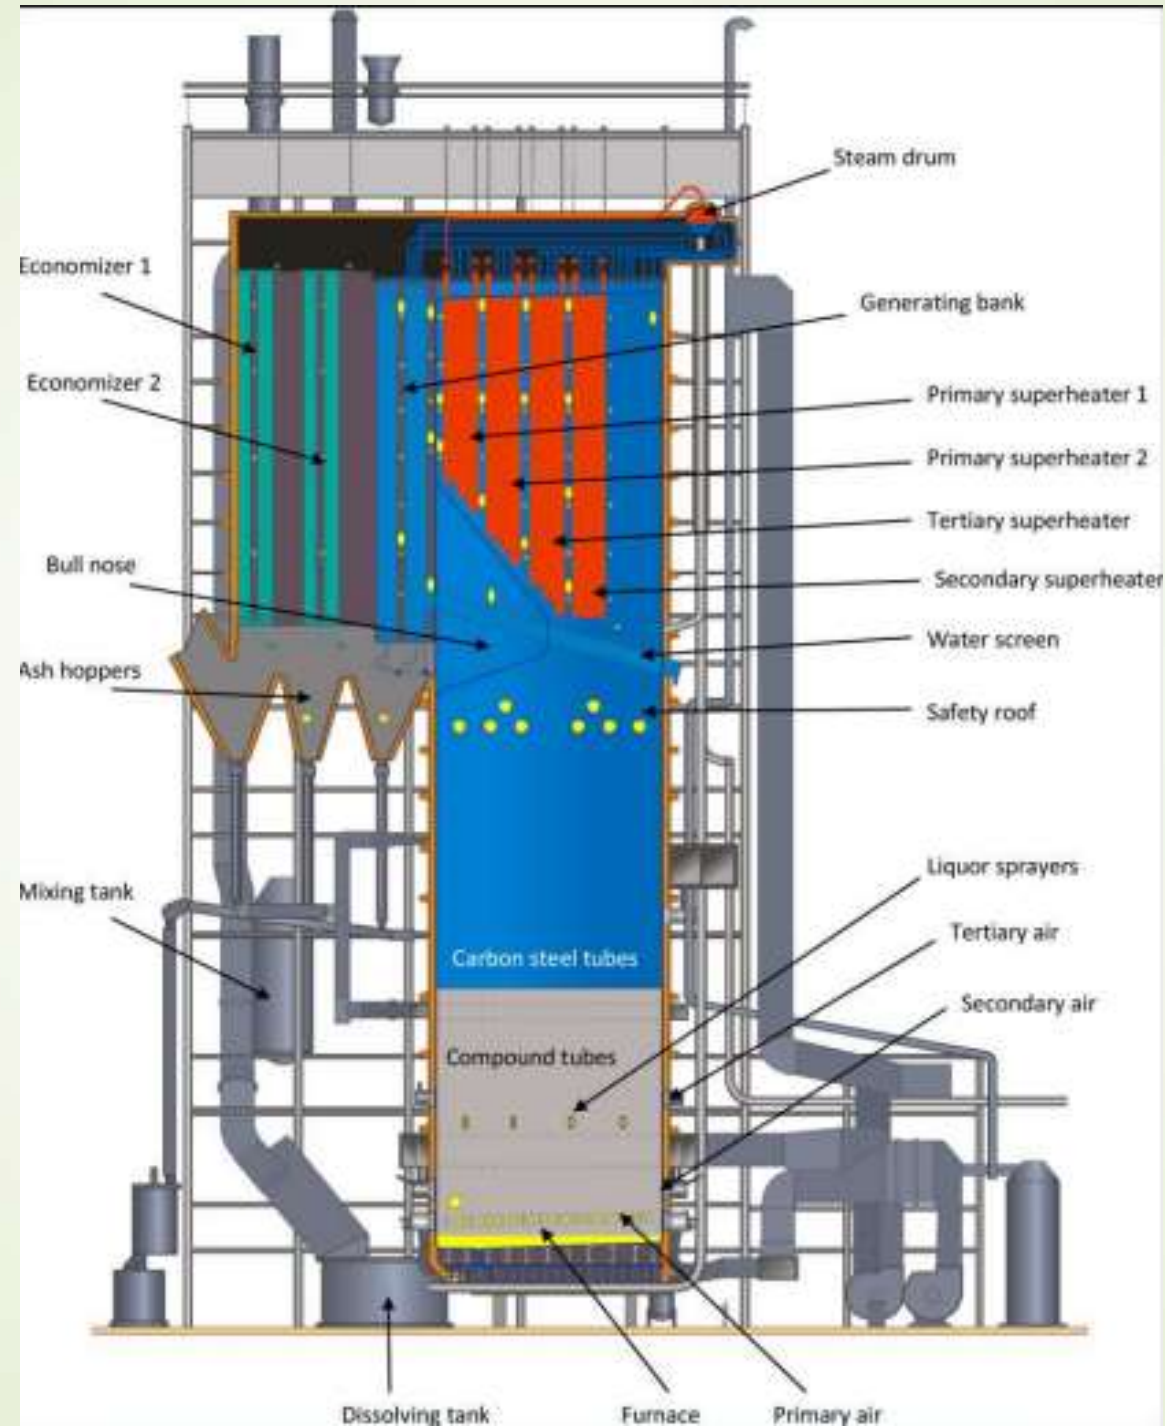 Steam drum
Economizer 1
Generating bank
Economizer 2
Primary superheater 1
Primary superheater 2
Tertiary superheater
Bull nose
Secondary superheater
Water screen
Ash hoppers
Safety roof
Liquor sprayers
Mixing tank
Tertiary air
Carbon steel tubes
Secondary air
Compound tubes
Dissolving tank
Furnace
Primary air